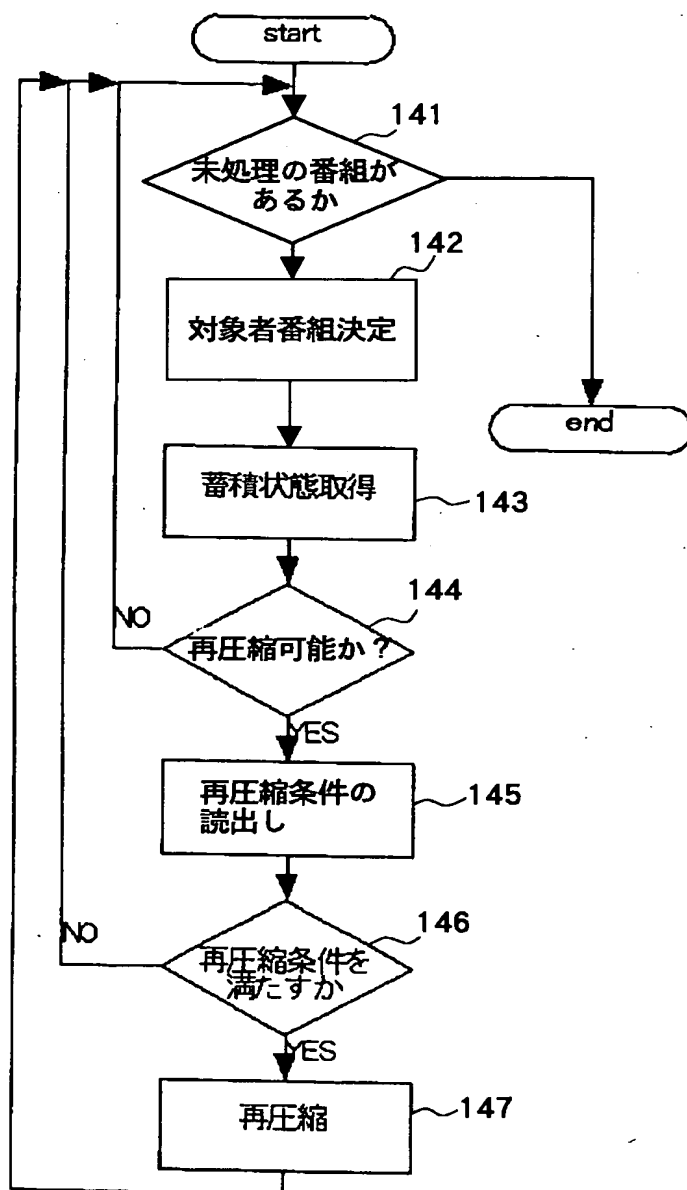 start
141
未処理の番組が
あるか
142
対象者番組決定
end
蓄積状態取得
143
144
NO
再圧縮可能か?
YES
再圧縮条件の
読出し
145
146
NO
再圧縮条件を
満たすか
YES
再圧縮
147